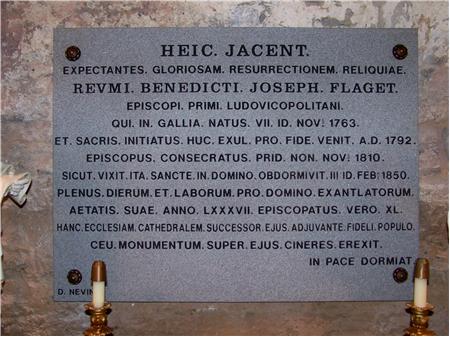 HEIC. JACENT.
EXPECTANTES. GLORIOSAM. RESURRECTIONEM. RELIQUIAE.
REVMI. BENEDICTI. JOSEPH. FLAGET.
EPISCOPI. PRIMI. LUDOVICOPOLITANI.
QUI. IN. GALLIA. NATUS. VII. ID. NOV: 1763.
ET. SACRIS. INITIATUS. HUC. EXUL. PRO. FIDE. VENIT. A.D. 1792.
EPISCOPUS. CONSECRATUS. PRID. NON. NOV: 1810.
SICUT. VIXIT. ITA. SANCTE. IN. DOMINO. OBDORMIVIT. III ID. FEB: 1850.
PLENUS. DIERUM. ET. LABORUM. PRO. DOMINO. EXANTLATORUM.
AETATIS. SUAE. ANNO. LXXXVII. EPISCOPATUS. VERO. XL.
HANC. ECCLESIAM. CATHEDRALEM. SUCCESSOR. EJUS. ADJUVANTE. FIDELI. POPULO.
CEU. MONUMENTUM. SUPER. EJUS. CINERES. EREXIT.
IN PACE DORMIAT.
D. NEVIN